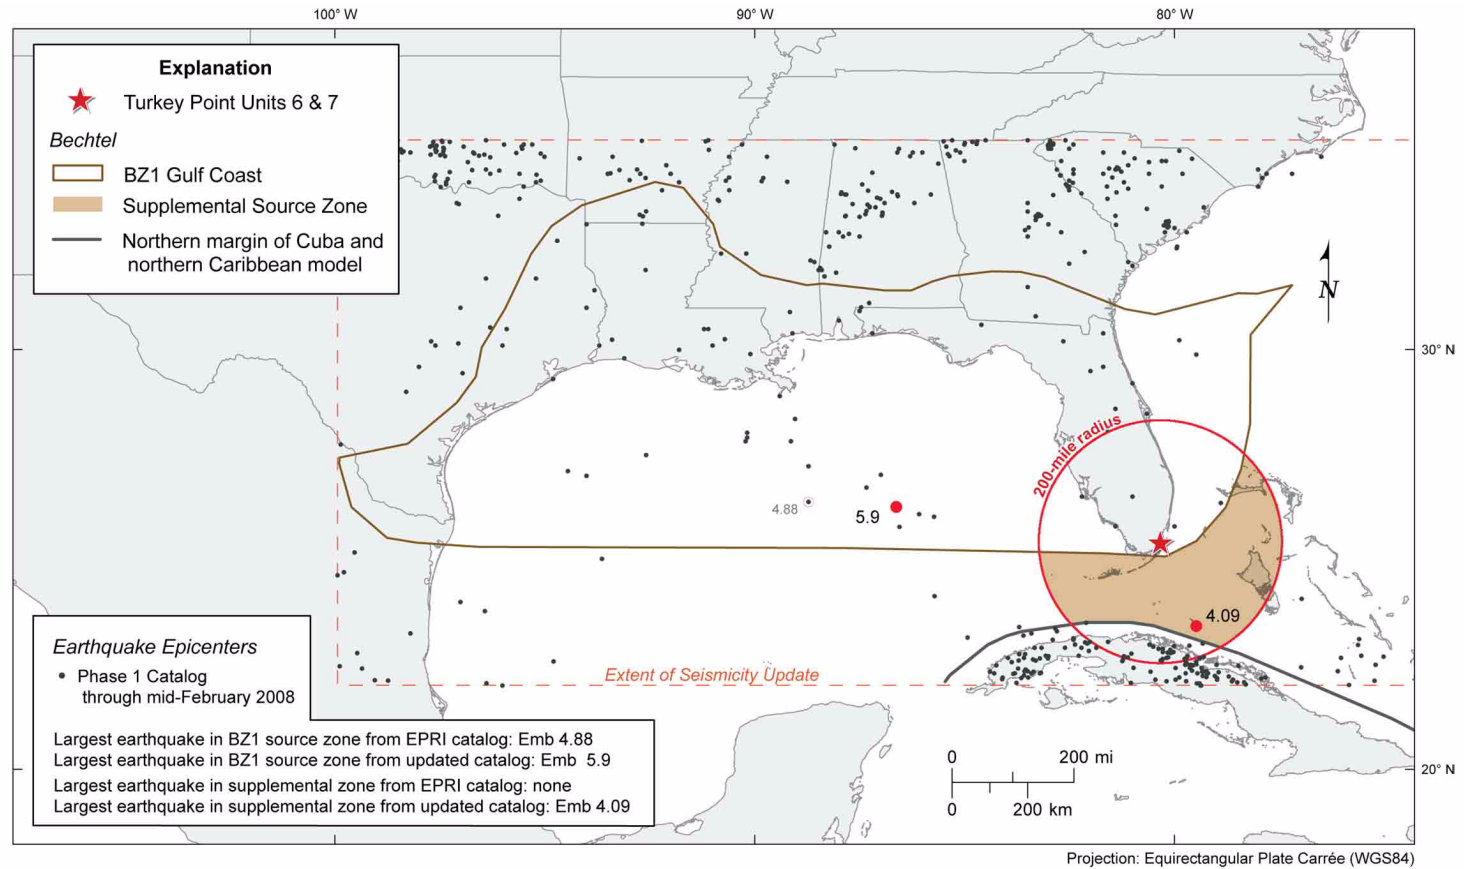 100° W
90° W
80° W
Explanation
Turkey Point Units 6 & 7
Bechtel
BZ1 Gulf Coast
Supplemental Source Zone
Northern margin of Cuba and
northern Caribbean model
N
30° N
200-mile radius
4.88
5.9
4.09
Earthquake Epicenters
Phase 1 Catalog
through mid-February 2008
Extent of Seismicity Update
Largest earthquake in BZ1 source zone from EPRI catalog: Emb 4.88
Largest earthquake in BZ1 source zone from updated catalog: Emb 5.9
Largest earthquake in supplemental zone from EPRI catalog: none
Largest earthquake in supplemental zone from updated catalog: Emb 4.09
0 200 mi
0 200 km
20° N
Projection: Equirectangular Plate Carrée (WGS84)